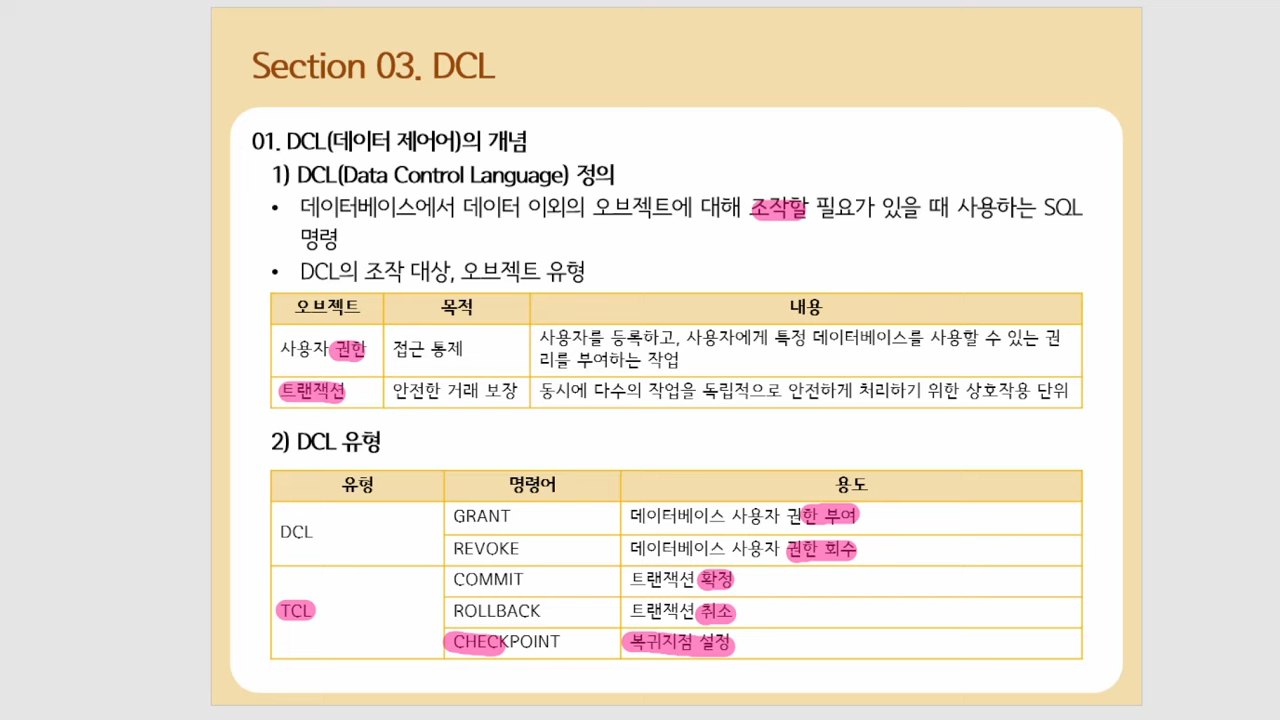 Section 03. DCL
01. DCL(데이터 제어어)의 개념
1) DCL(Data Control Language) 정의
• 데이터베이스에서 데이터 이외의 오브젝트에 대해 조작할 필요가 있을 때 사용하는 SQL
명령
• DCL의 조작 대상, 오브젝트 유형
오브젝트 목적 내용
사용자 권한 접근 통제 사용자를 등록하고, 사용자에게 특정 데이터베이스를 사용할 수 있는 권
리를 부여하는 작업
트랜잭션 안전한 거래 보장 동시에 다수의 작업을 독립적으로 안전하게 처리하기 위한 상호작용 단위
2) DCL 유형
유형 명령어 용도
DCL
GRANT 데이터베이스 사용자 권한 부여
REVOKE 데이터베이스 사용자 권한 회수
TCL
COMMIT 트랜잭션 확정
ROLLBACK 트랜잭션 취소
CHECKPOINT 복귀지점 설정